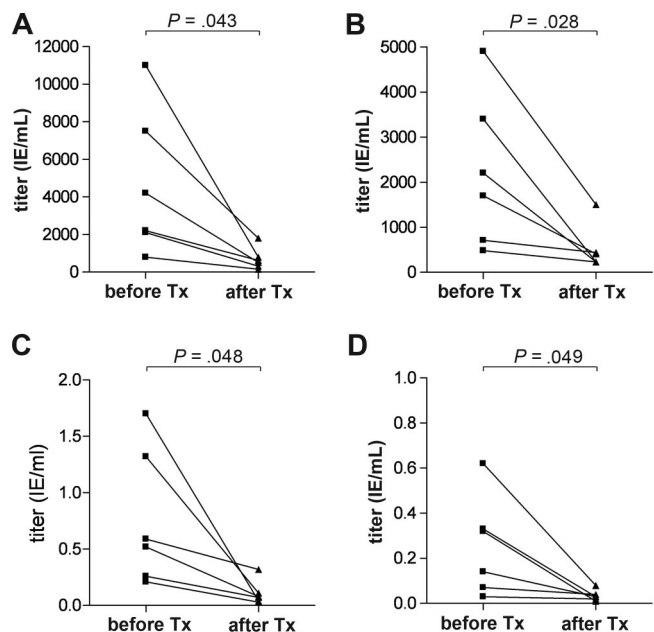 A
P = .043
12000
10000
8000
6000
4000
2000
0
titer (IE/mL)
before Tx after Tx
B
P = .028
5000
4000
3000
2000
1000
0
titer (IE/mL)
before Tx after Tx
C
P = .048
2.0
1.5
1.0
0.5
0.0
titer (IE/ml)
before Tx after Tx
D
P = .049
1.0
0.8
0.6
0.4
0.2
0.0
titer (IE/mL)
before Tx after Tx